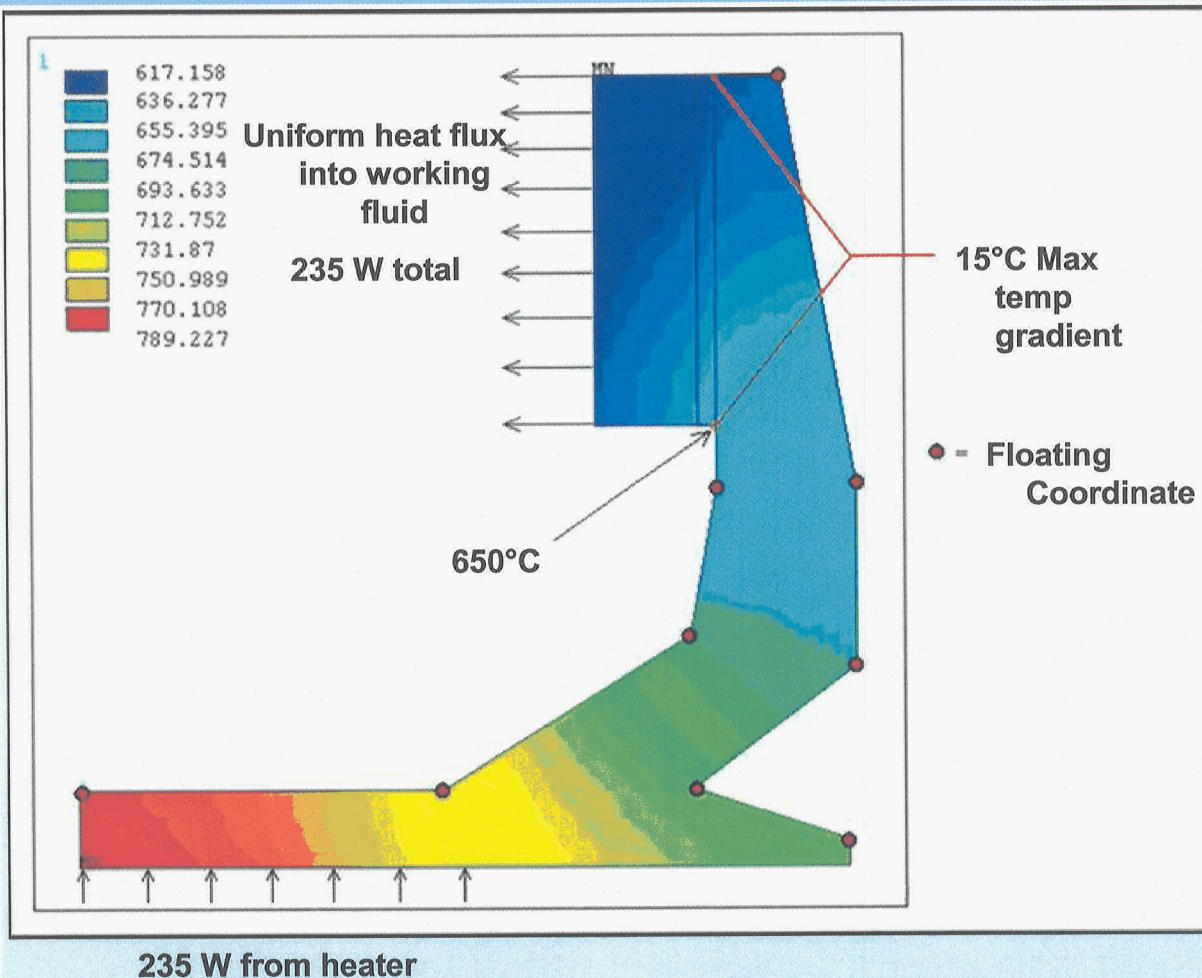 1
617.158
636.277
655.395
674.514
693.633
712.752
731.87
750.989
770.108
789.227
Uniform heat flux
into working
fluid
235 W total
MN
15°C Max
temp
gradient
= Floating
Coordinate
650°C
235 W from heater